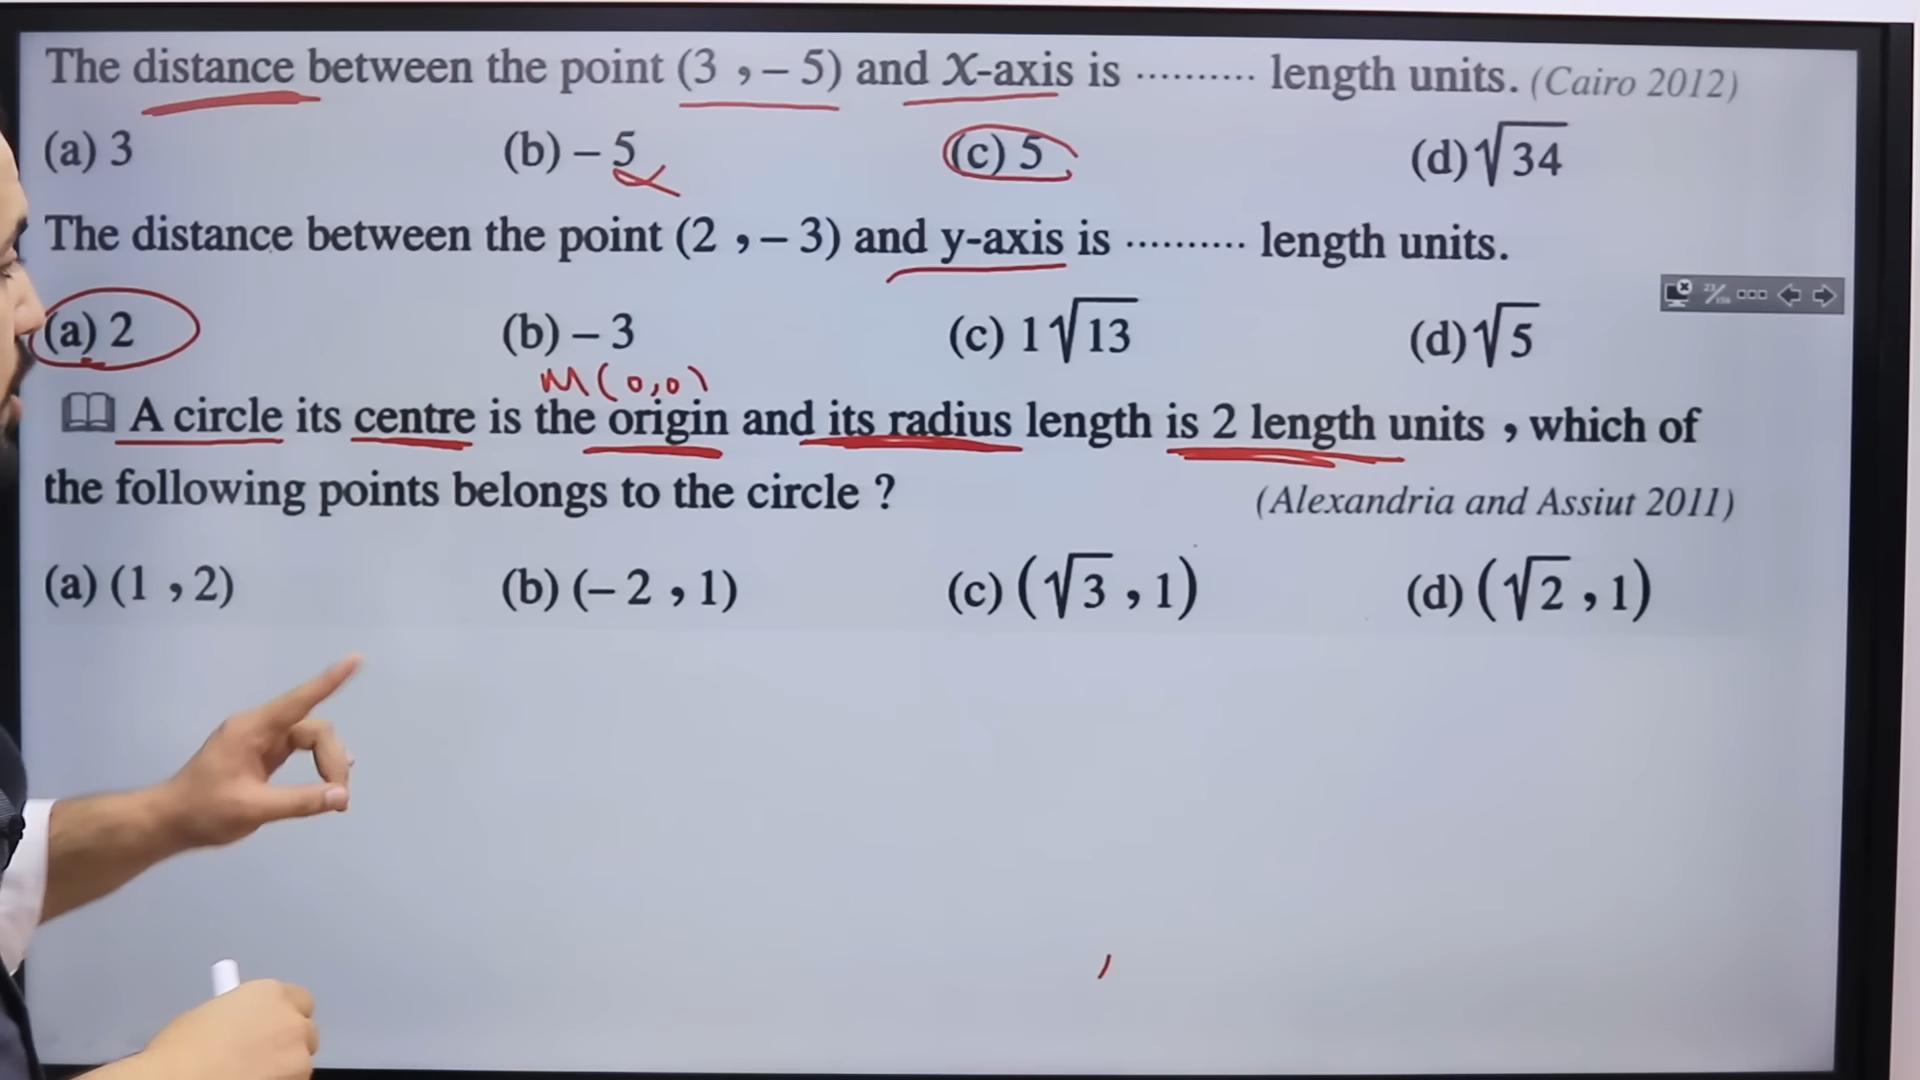 The distance between the point (3 , – 5) and X-axis is .......... length units. (Cairo 2012)
(a) 3 (b) – 5 (c) 5 (d) √34
The distance between the point (2 , – 3) and y-axis is .......... length units.
(a) 2 (b) – 3 (c) 1√13 (d) √5
M(0,0)
A circle its centre is the origin and its radius length is 2 length units , which of
the following points belongs to the circle ? (Alexandria and Assiut 2011)
(a) (1 , 2) (b) (– 2 , 1) (c) (√3 , 1) (d) (√2 , 1)